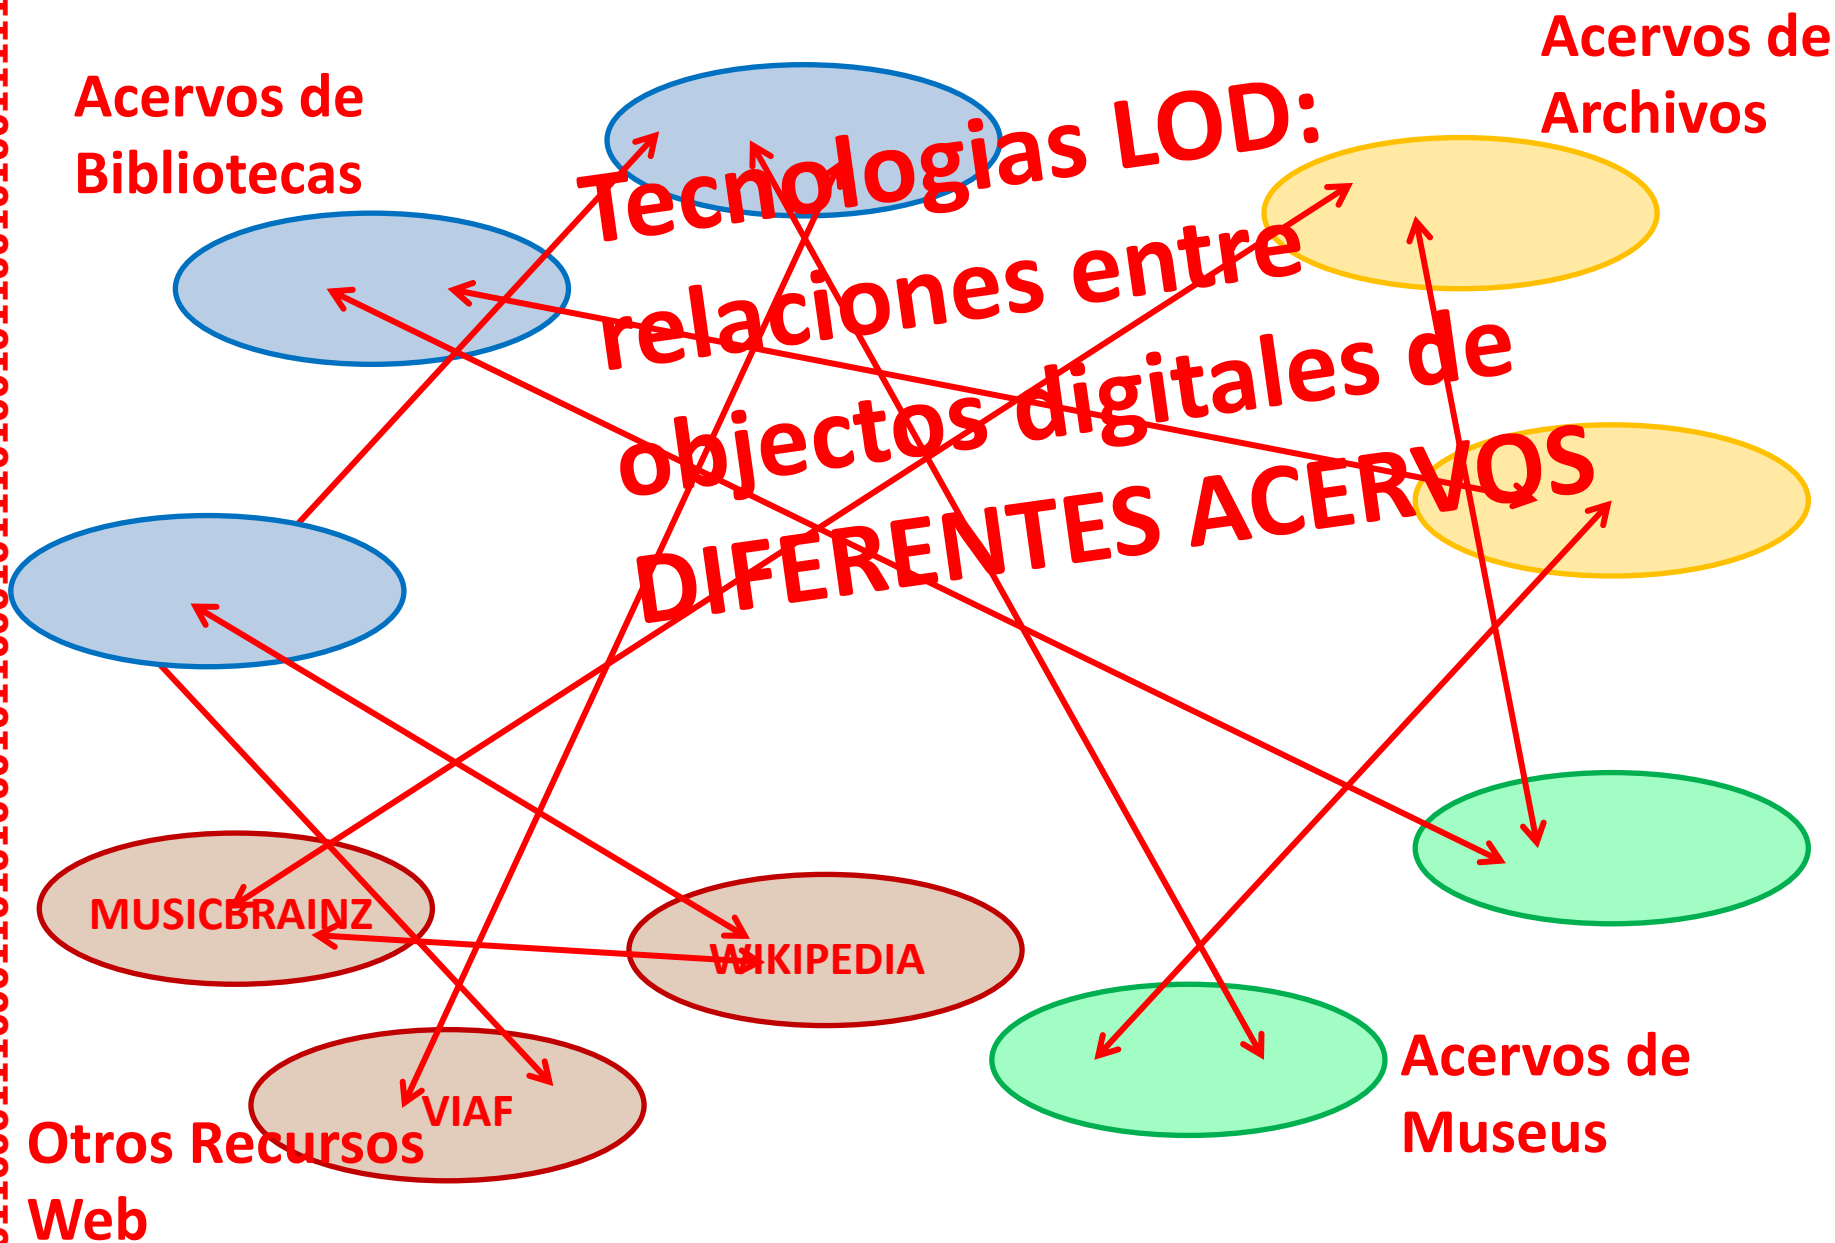 Acervos de
Bibliotecas
Tecnologias LOD:
relaciones entre
objectos digitales de
DIFERENTES ACERVOS
Acervos de
Archivos
MUSICBRAINZ
WIKIPEDIA
VIAF
Otros Recursos
Web
Acervos de
Museus